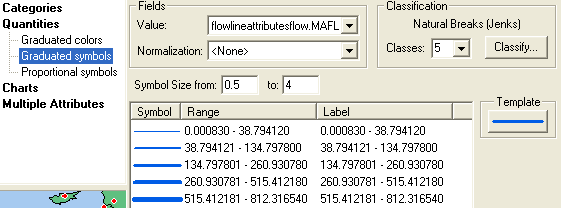 Categories
Quantities
Graduated colors
Graduated symbols
Proportional symbols
Charts
Multiple Attributes
Fields
Value: flowlineattributesflow.MAFL
Normalization: <None>
Classification
Natural Breaks (Jenks)
Classes: 5 Classify...
Symbol Size from: 0.5 to: 4
Template
Symbol Range Label
0.000830 - 38.794120 0.000830 - 38.794120
38.794121 - 134.797800 38.794121 - 134.797800
134.797801 - 260.930780 134.797801 - 260.930780
260.930781 - 515.412180 260.930781 - 515.412180
515.412181 - 812.316540 515.412181 - 812.316540